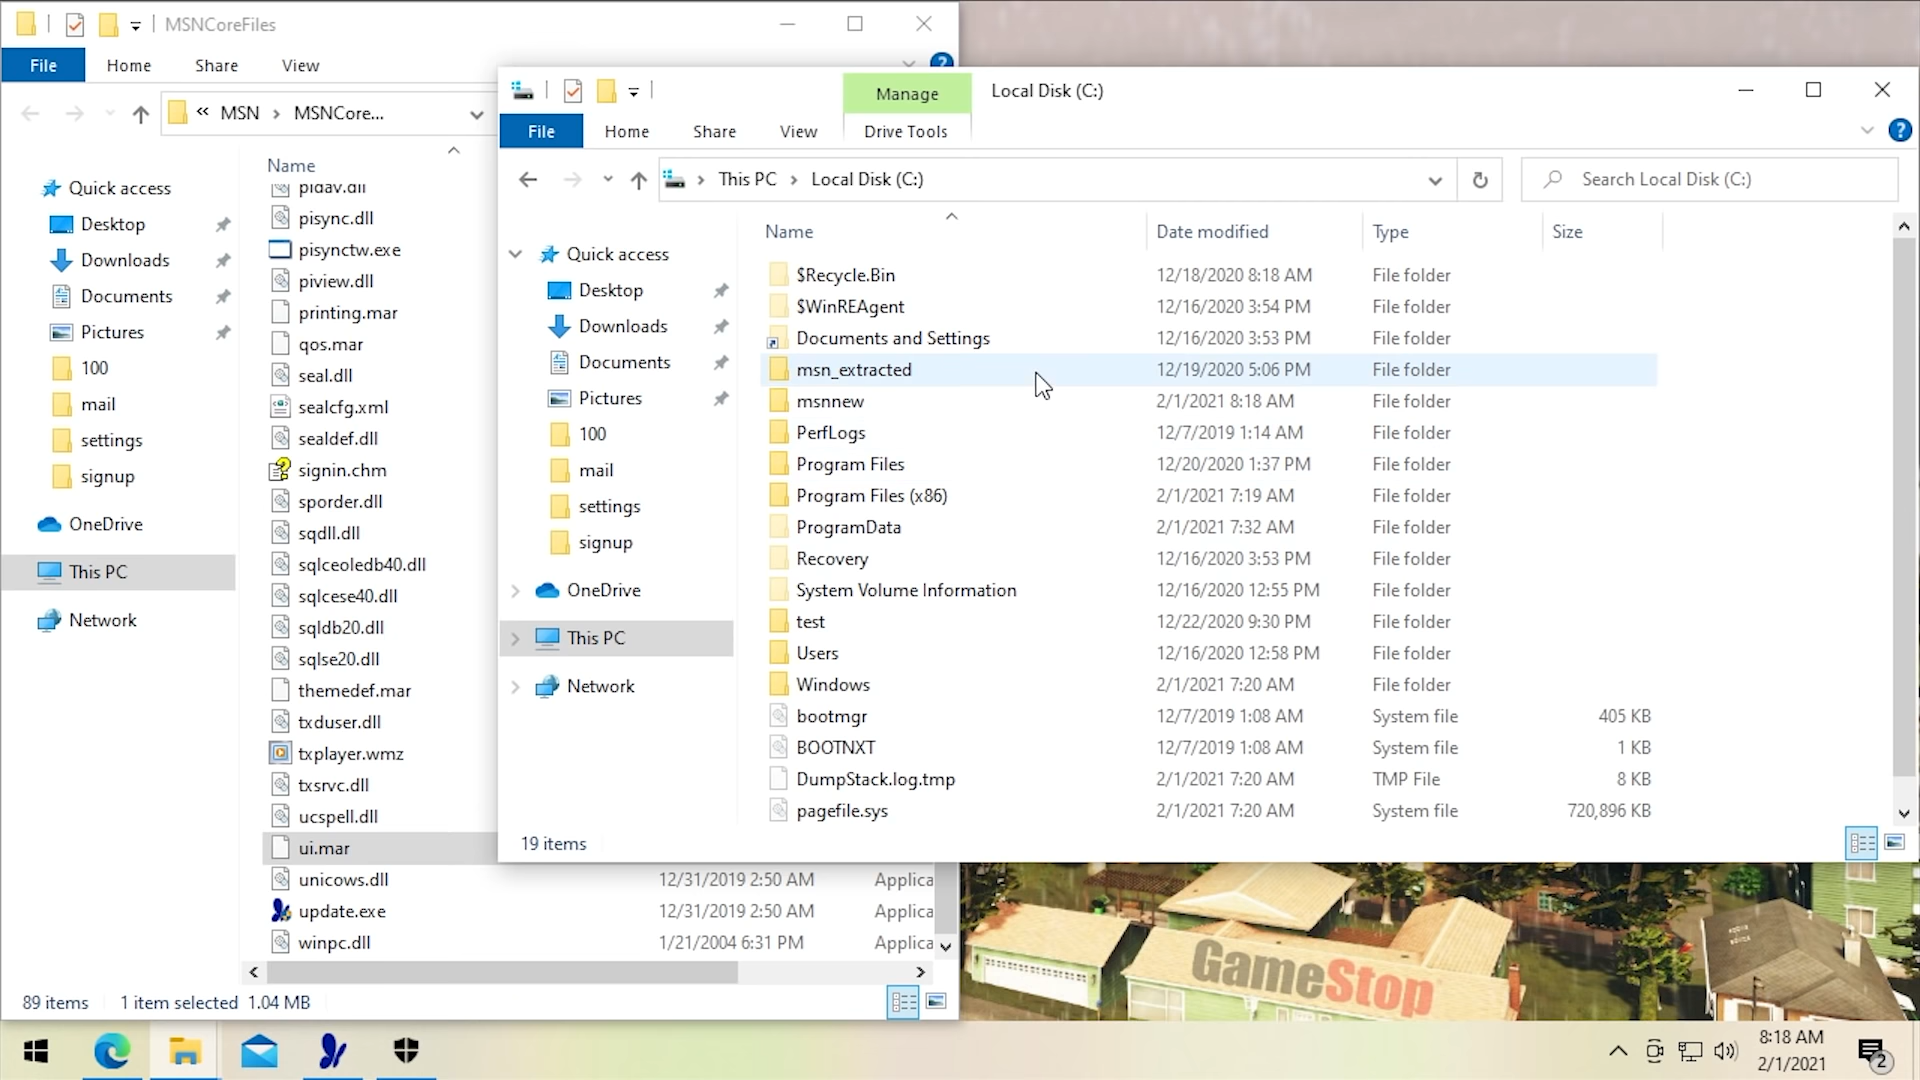 MSNCoreFiles
File Home Share View
« MSN > MSNCore...
Name
Quick access
Desktop
Downloads
Documents
Pictures
100
mail
settings
signup
OneDrive
This PC
Network
pidav.dll
pisync.dll
pisynctw.exe
piview.dll
printing.mar
qos.mar
seal.dll
sealcfg.xml
sealdef.dll
signin.chm
sporder.dll
sqdll.dll
sqlceoledb40.dll
sqlcese40.dll
sqldb20.dll
sqlse20.dll
themedef.mar
txduser.dll
txplayer.wmz
txsrvc.dll
ucspell.dll
ui.mar
unicows.dll 12/31/2019 2:50 AM Applica
update.exe 12/31/2019 2:50 AM Applica
winpc.dll 1/21/2004 6:31 PM Applica
89 items 1 item selected 1.04 MB
Manage Local Disk (C:)
File Home Share View Drive Tools
This PC > Local Disk (C:) Search Local Disk (C:)
Quick access
Desktop
Downloads
Documents
Pictures
100
mail
settings
signup
OneDrive
This PC
Network
Name Date modified Type Size
$Recycle.Bin 12/18/2020 8:18 AM File folder
$WinREAgent 12/16/2020 3:54 PM File folder
Documents and Settings 12/16/2020 3:53 PM File folder
msn_extracted 12/19/2020 5:06 PM File folder
msnnew 2/1/2021 8:18 AM File folder
PerfLogs 12/7/2019 1:14 AM File folder
Program Files 12/20/2020 1:37 PM File folder
Program Files (x86) 2/1/2021 7:19 AM File folder
ProgramData 2/1/2021 7:32 AM File folder
Recovery 12/16/2020 3:53 PM File folder
System Volume Information 12/16/2020 12:55 PM File folder
test 12/22/2020 9:30 PM File folder
Users 12/16/2020 12:58 PM File folder
Windows 2/1/2021 7:20 AM File folder
bootmgr 12/7/2019 1:08 AM System file 405 KB
BOOTNXT 12/7/2019 1:08 AM System file 1 KB
DumpStack.log.tmp 2/1/2021 7:20 AM TMP File 8 KB
pagefile.sys 2/1/2021 7:20 AM System file 720,896 KB
19 items
GameStop
8:18 AM
2/1/2021
2